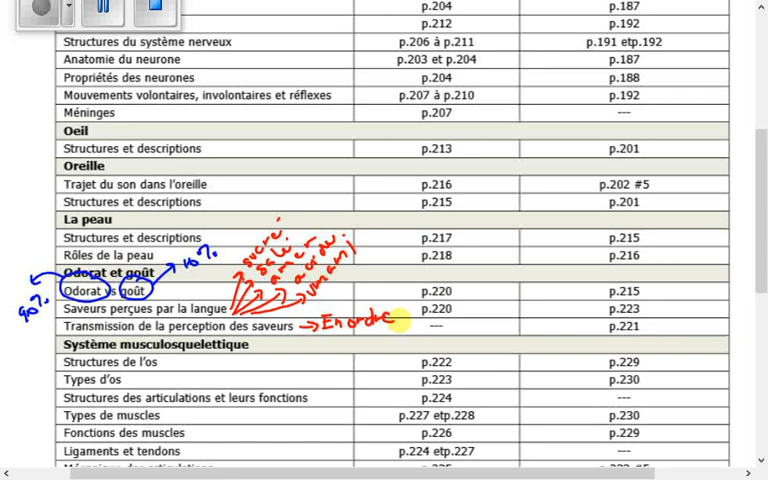 p.204 p.187
p.212 p.192
Structures du système nerveux p.206 à p.211 p.191 etp.192
Anatomie du neurone p.203 et p.204 p.187
Propriétés des neurones p.204 p.188
Mouvements volontaires, involontaires et réflexes p.207 à p.210 p.192
Méninges p.207 ---
Oeil
Structures et descriptions p.213 p.201
Oreille
Trajet du son dans l'oreille p.216 p.202 #5
Structures et descriptions p.215 p.201
La peau
Structures et descriptions p.217 p.215
Rôles de la peau p.218 p.216
sucré
salé
amer
acide
umami
10%
Odorat et goût
Odorat vs goût p.220 p.215
90%
Saveurs perçues par la langue p.220 p.223
Transmission de la perception des saveurs → En ordre --- p.221
Système musculosquelettique
Structures de l'os p.222 p.229
Types d'os p.223 p.230
Structures des articulations et leurs fonctions p.224 ---
Types de muscles p.227 etp.228 p.230
Fonctions des muscles p.226 p.229
Ligaments et tendons p.224 etp.227 ---